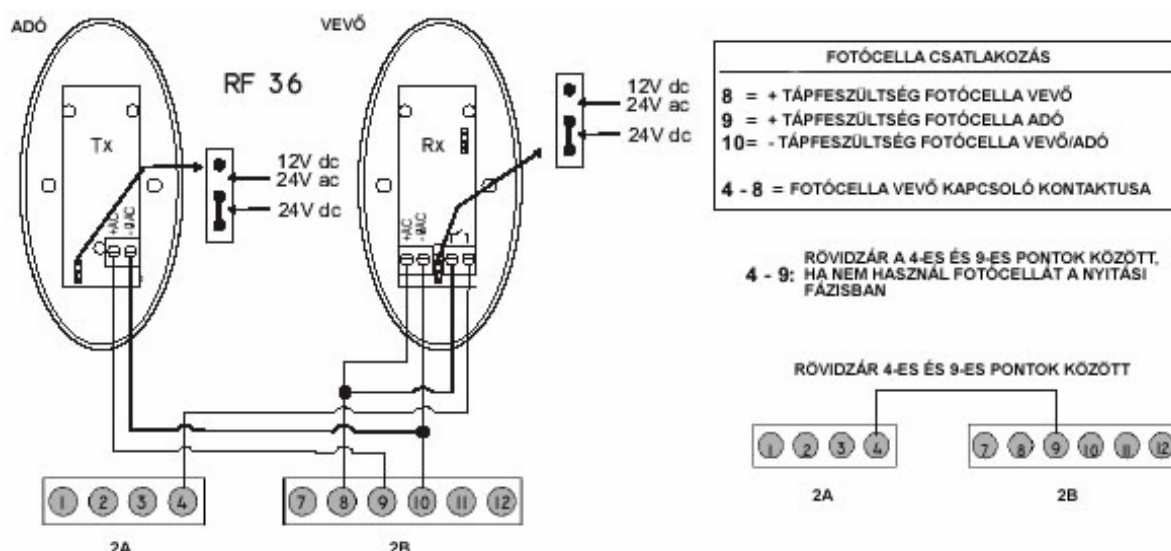 ADÓ
VEVŐ
RF 36
Tx
+AC
12V dc
24V ac
24V dc
Rx
+AC
12V dc
24V ac
24V dc
1 2 3 4
2A
7 8 9 10 11 12
2B
FOTÓCELLA CSATLAKOZÁS
8 = + TÁPFESZÜLTSÉG FOTÓCELLA VEVŐ
9 = + TÁPFESZÜLTSÉG FOTÓCELLA ADÓ
10= - TÁPFESZÜLTSÉG FOTÓCELLA VEVŐ/ADÓ
4 - 8 = FOTÓCELLA VEVŐ KAPCSOLÓ KONTAKTUSA
4 - 9: RÖVIDZÁR A 4-ES ÉS 9-ES PONTOK KÖZÖTT,
HA NEM HASZNÁL FOTÓCELLÁT A NYITÁSI
FÁZISBAN
RÖVIDZÁR 4-ES ÉS 9-ES PONTOK KÖZÖTT
1 2 3 4
2A
7 8 9 10 11 12
2B